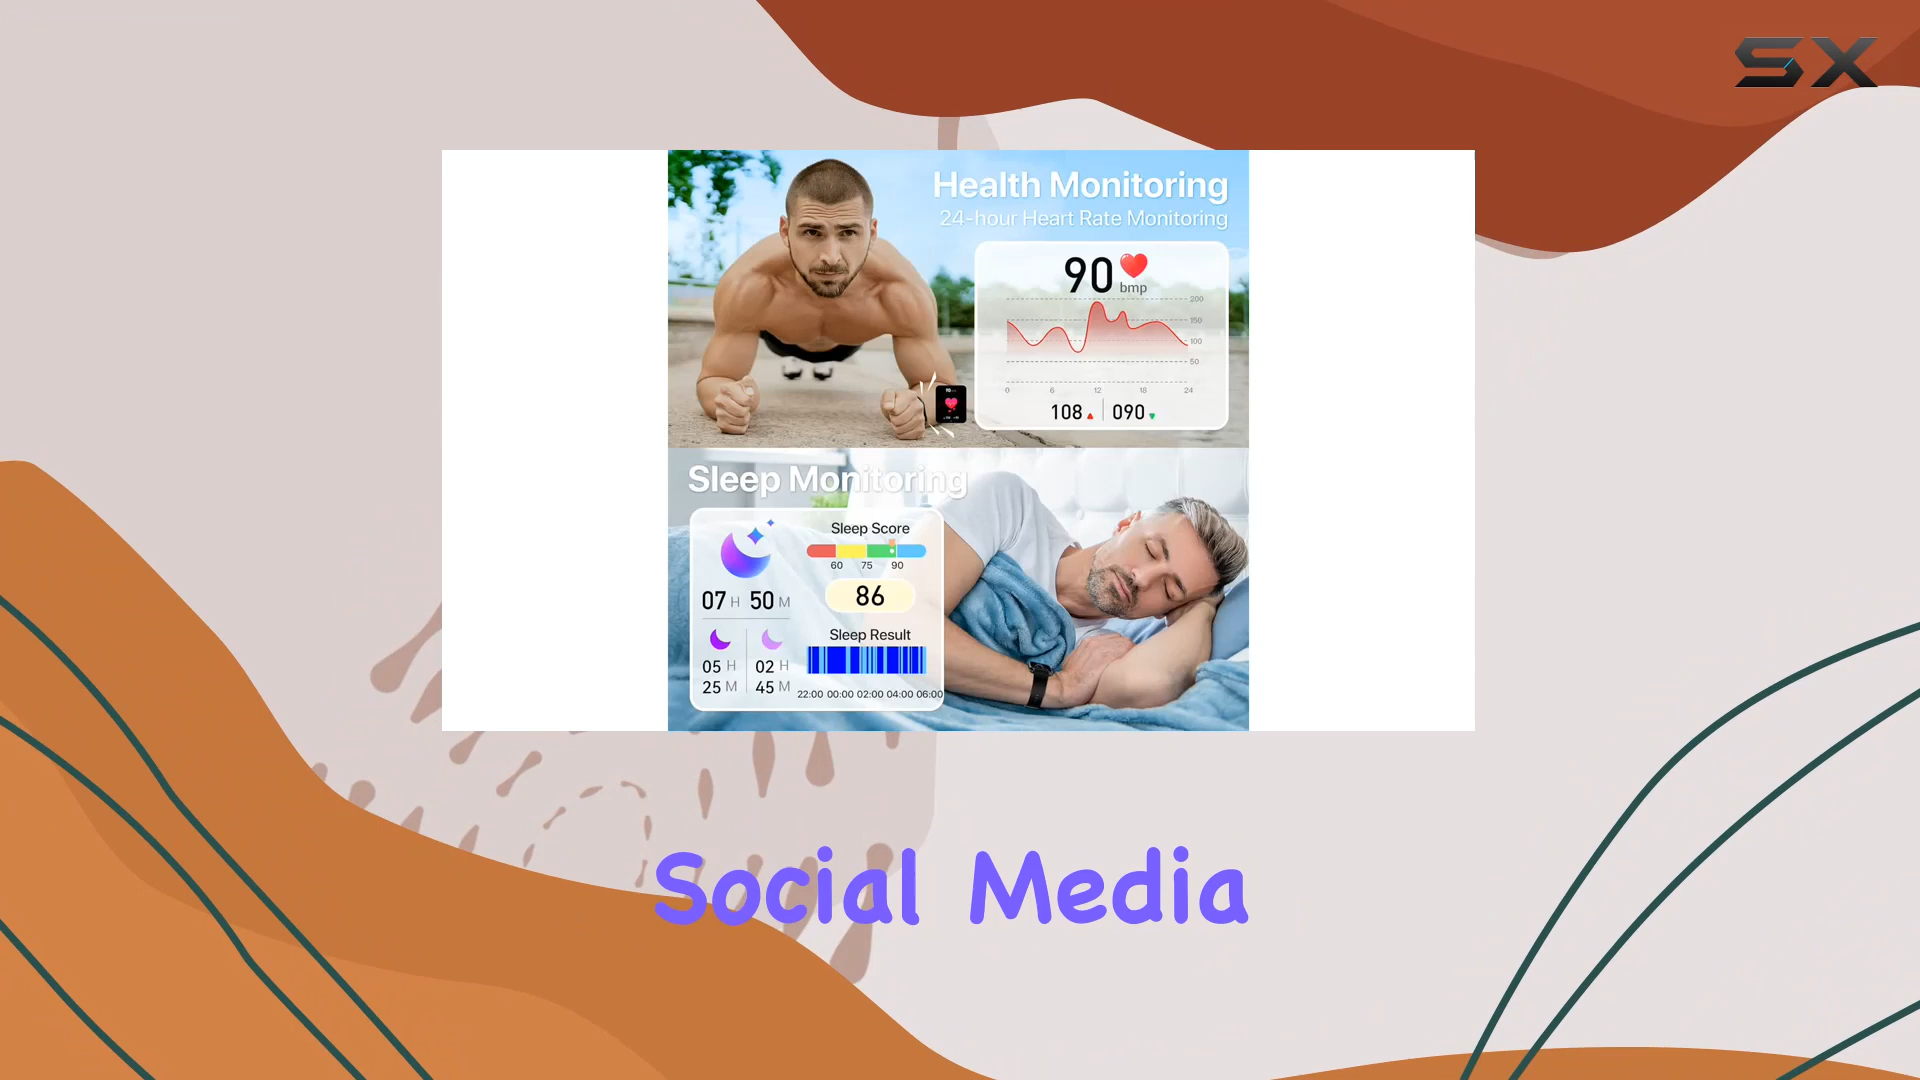 SX
Health Monitoring
24-hour Heart Rate Monitoring
90
bmp
200
150
100
50
0 6 12 18 24
108 090
Sleep Monitoring
Sleep Score
60 75 90
86
07 H 50 M
Sleep Result
05 H 02 H
25 M 45 M
22:00 00:00 02:00 04:00 06:00
Social Media